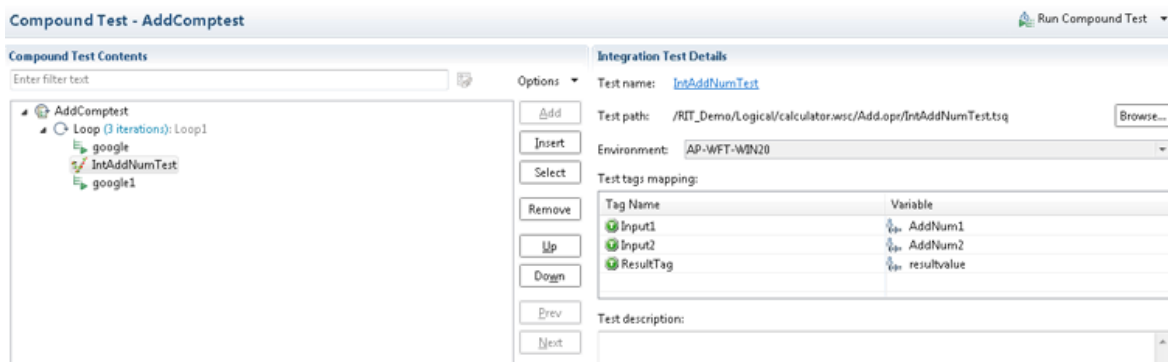 Compound Test - AddComptest
Run Compound Test
Compound Test Contents
Enter filter text
Options
AddComptest
Loop (3 iterations): Loop1
google
IntAddNumTest
google1
Add
Insert
Select
Remove
Up
Down
Prev
Next
Integration Test Details
Test name: IntAddNumTest
Test path: /RIT_Demo/Logical/calculator.wsc/Add.opr/IntAddNumTest.tsq
Browse...
Environment: AP-WFT-WIN20
Test tags mapping:
Tag Name Variable
Input1 AddNum1
Input2 AddNum2
ResultTag resultvalue
Test description: